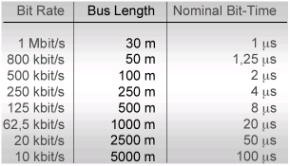 Bit Rate Bus Length Nominal Bit-Time
1 Mbit/s 30 m 1 µs
800 kbit/s 50 m 1,25 µs
500 kbit/s 100 m 2 µs
250 kbit/s 250 m 4 µs
125 kbit/s 500 m 8 µs
62,5 kbit/s 1000 m 20 µs
20 kbit/s 2500 m 50 µs
10 kbit/s 5000 m 100 µs